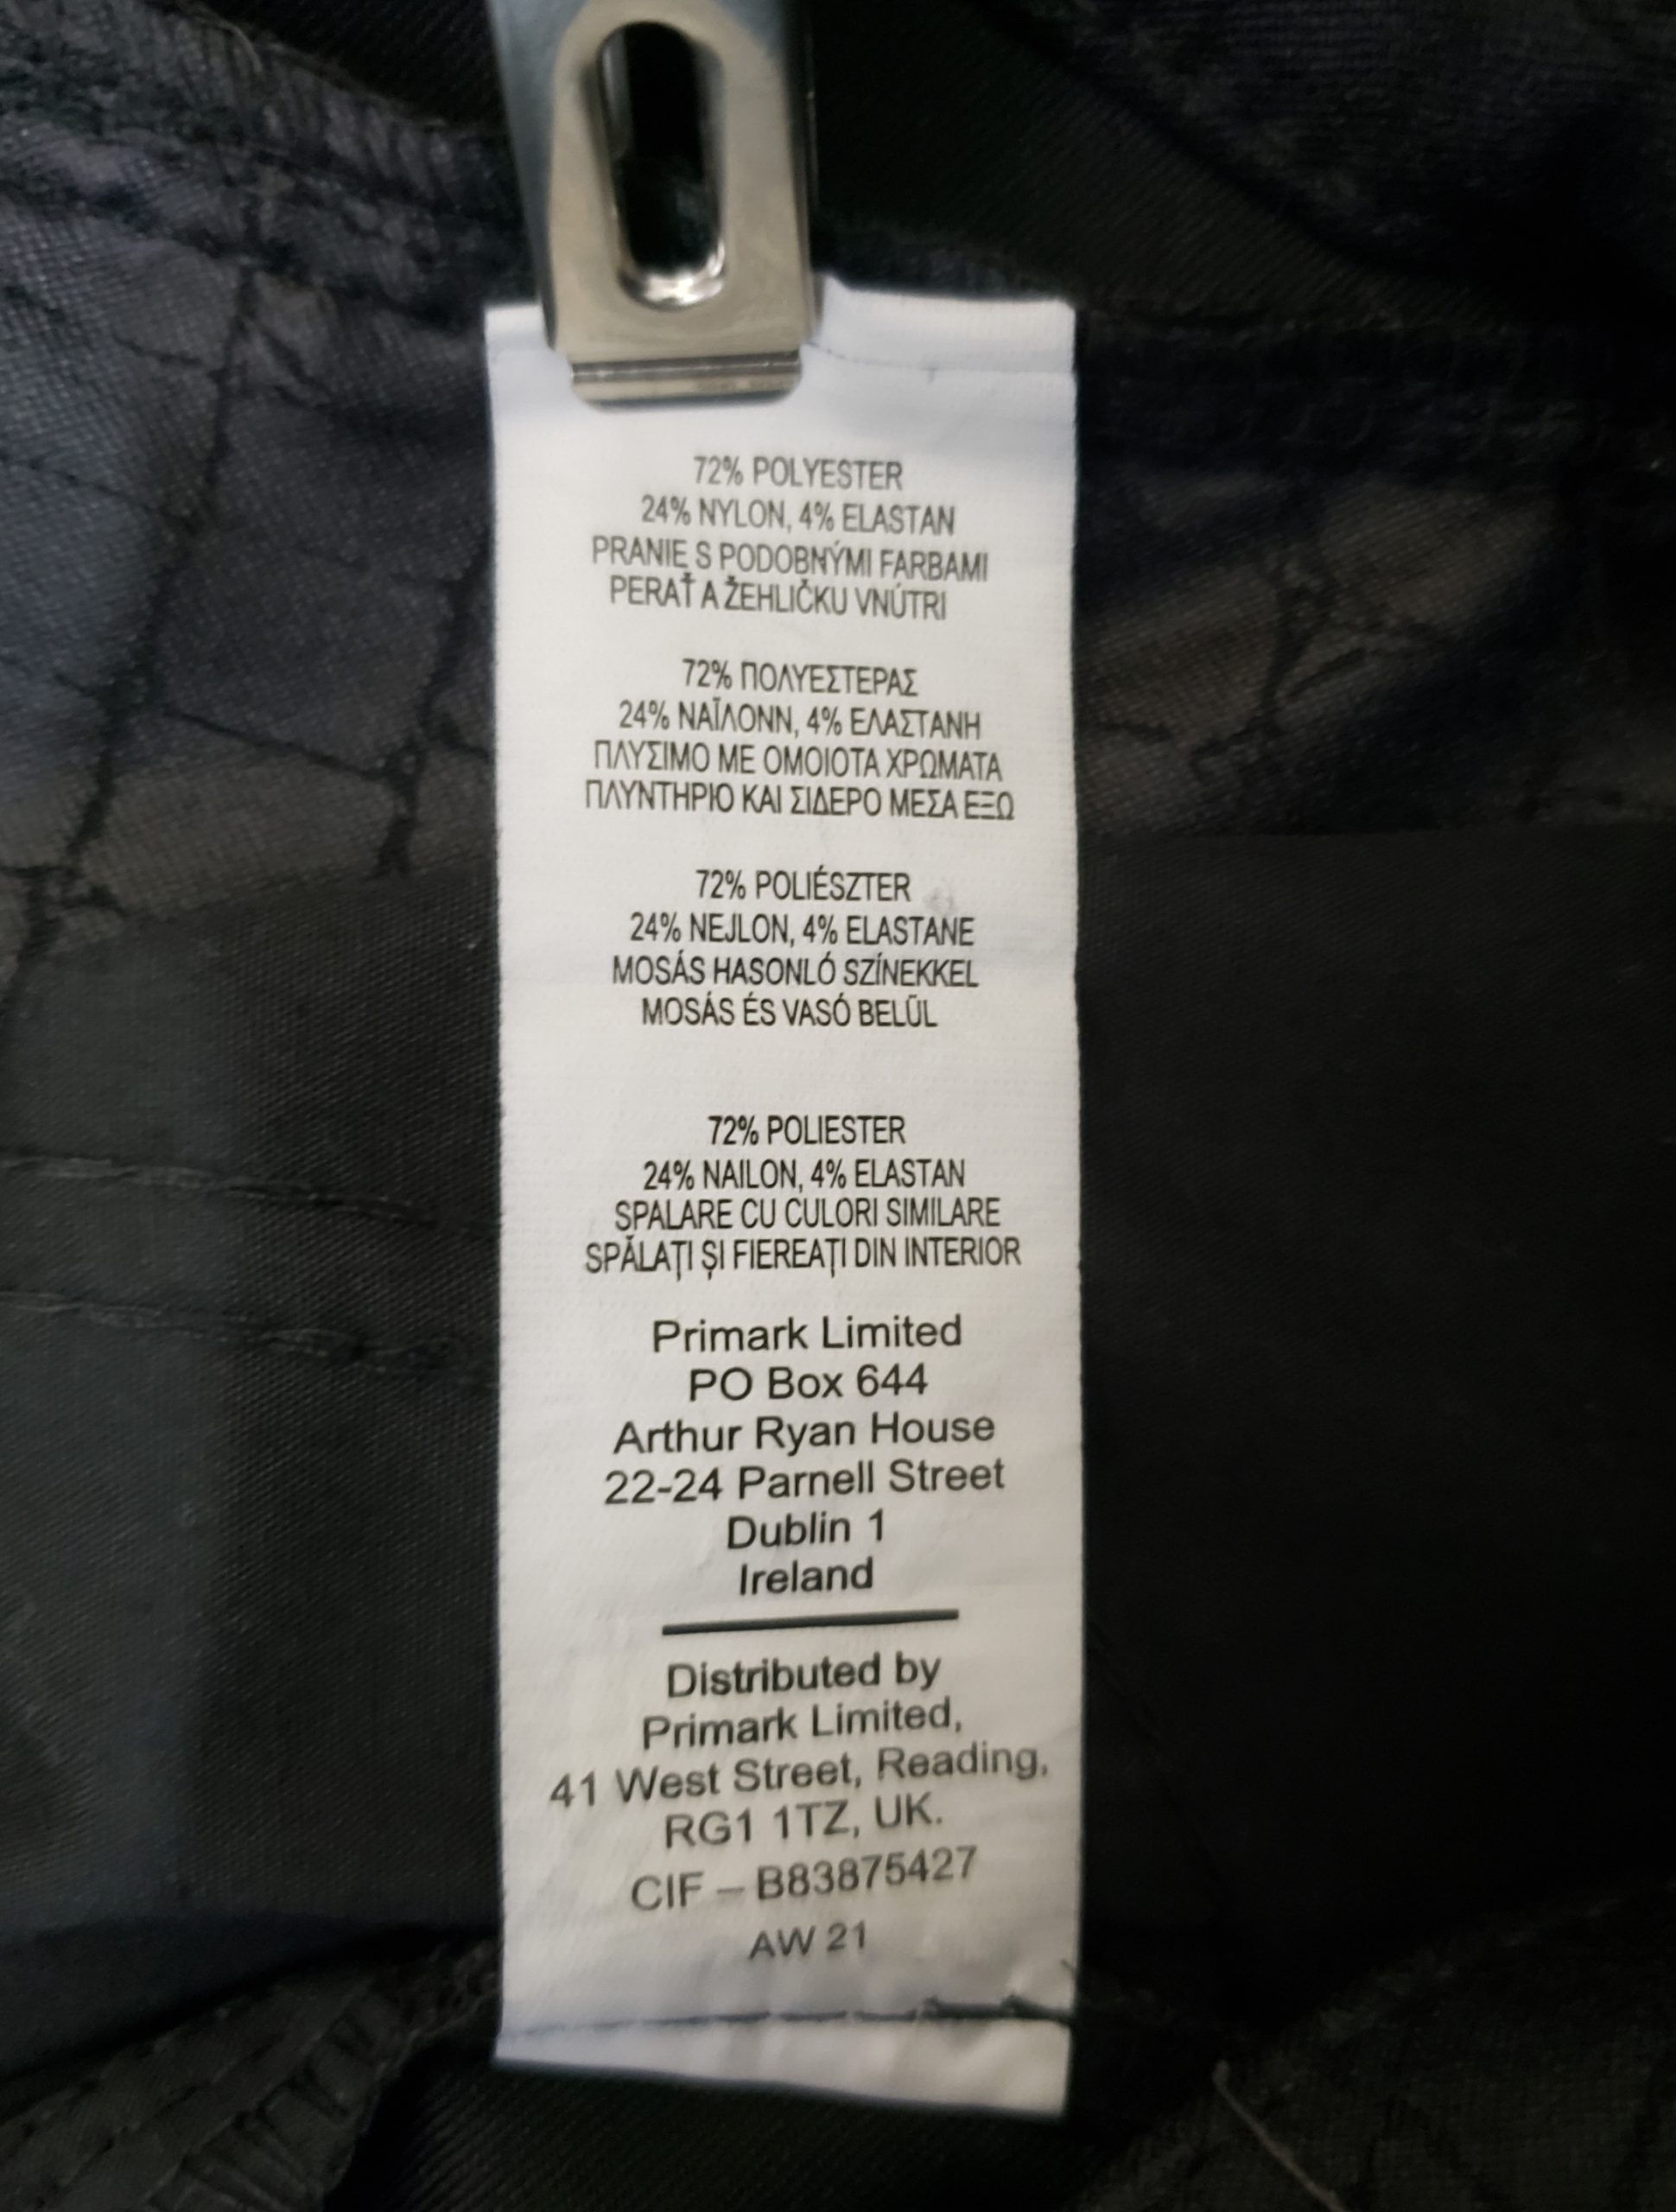 72% POLYESTER
24% NYLON, 4% ELASTAN
PRANIE S PODOBNÝMI FARBAMI
PERAŤ A ŽEHLIČKU VNÚTRI
72% ΠΟΛΥΕΣΤΕΡΑΣ
24% ΝΑΪΛΟΝΝ, 4% ΕΛΑΣΤΑΝΗ
ΠΛΥΣΙΜΟ ΜΕ ΟΜΟΙΟΤΑ ΧΡΩΜΑΤΑ
ΠΛΥΝΤΗΡΙΟ ΚΑΙ ΣΙΔΕΡΟ ΜΕΣΑ ΕΞΩ
72% POLIÉSZTER
24% NEJLON, 4% ELASTANE
MOSÁS HASONLÓ SZÍNEKKEL
MOSÁS ÉS VASÓ BELÜL
72% POLIESTER
24% NAILON, 4% ELASTAN
SPALARE CU CULORI SIMILARE
SPĂLAȚI ȘI FIEREAȚI DIN INTERIOR
Primark Limited
PO Box 644
Arthur Ryan House
22-24 Parnell Street
Dublin 1
Ireland
Distributed by
Primark Limited,
41 West Street, Reading,
RG1 1TZ, UK.
CIF – B83875427
AW 21